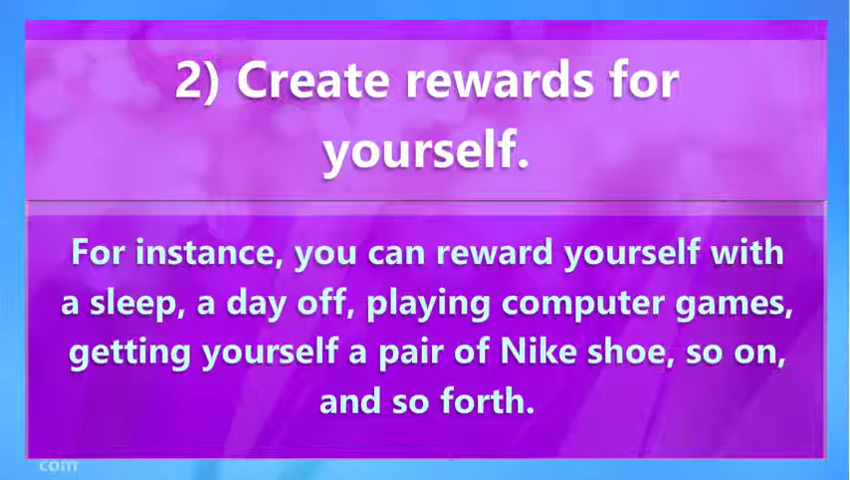 2) Create rewards for
yourself.
For instance, you can reward yourself with
a sleep, a day off, playing computer games,
getting yourself a pair of Nike shoe, so on,
and so forth.
com